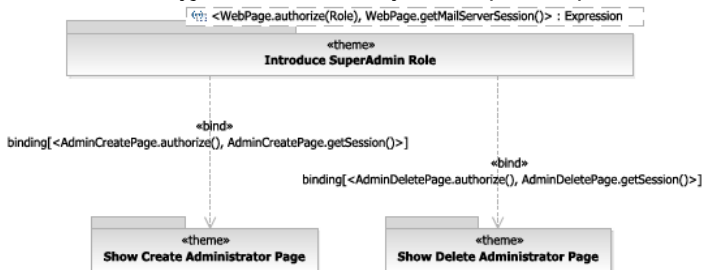 <WebPage.authorize(Role), WebPage.getMailServerSession()> : Expression
«theme»
Introduce SuperAdmin Role
«bind»
binding[<AdminCreatePage.authorize(), AdminCreatePage.getSession()>]
«bind»
binding[<AdminDeletePage.authorize(), AdminDeletePage.getSession()>]
«theme»
Show Create Administrator Page
«theme»
Show Delete Administrator Page